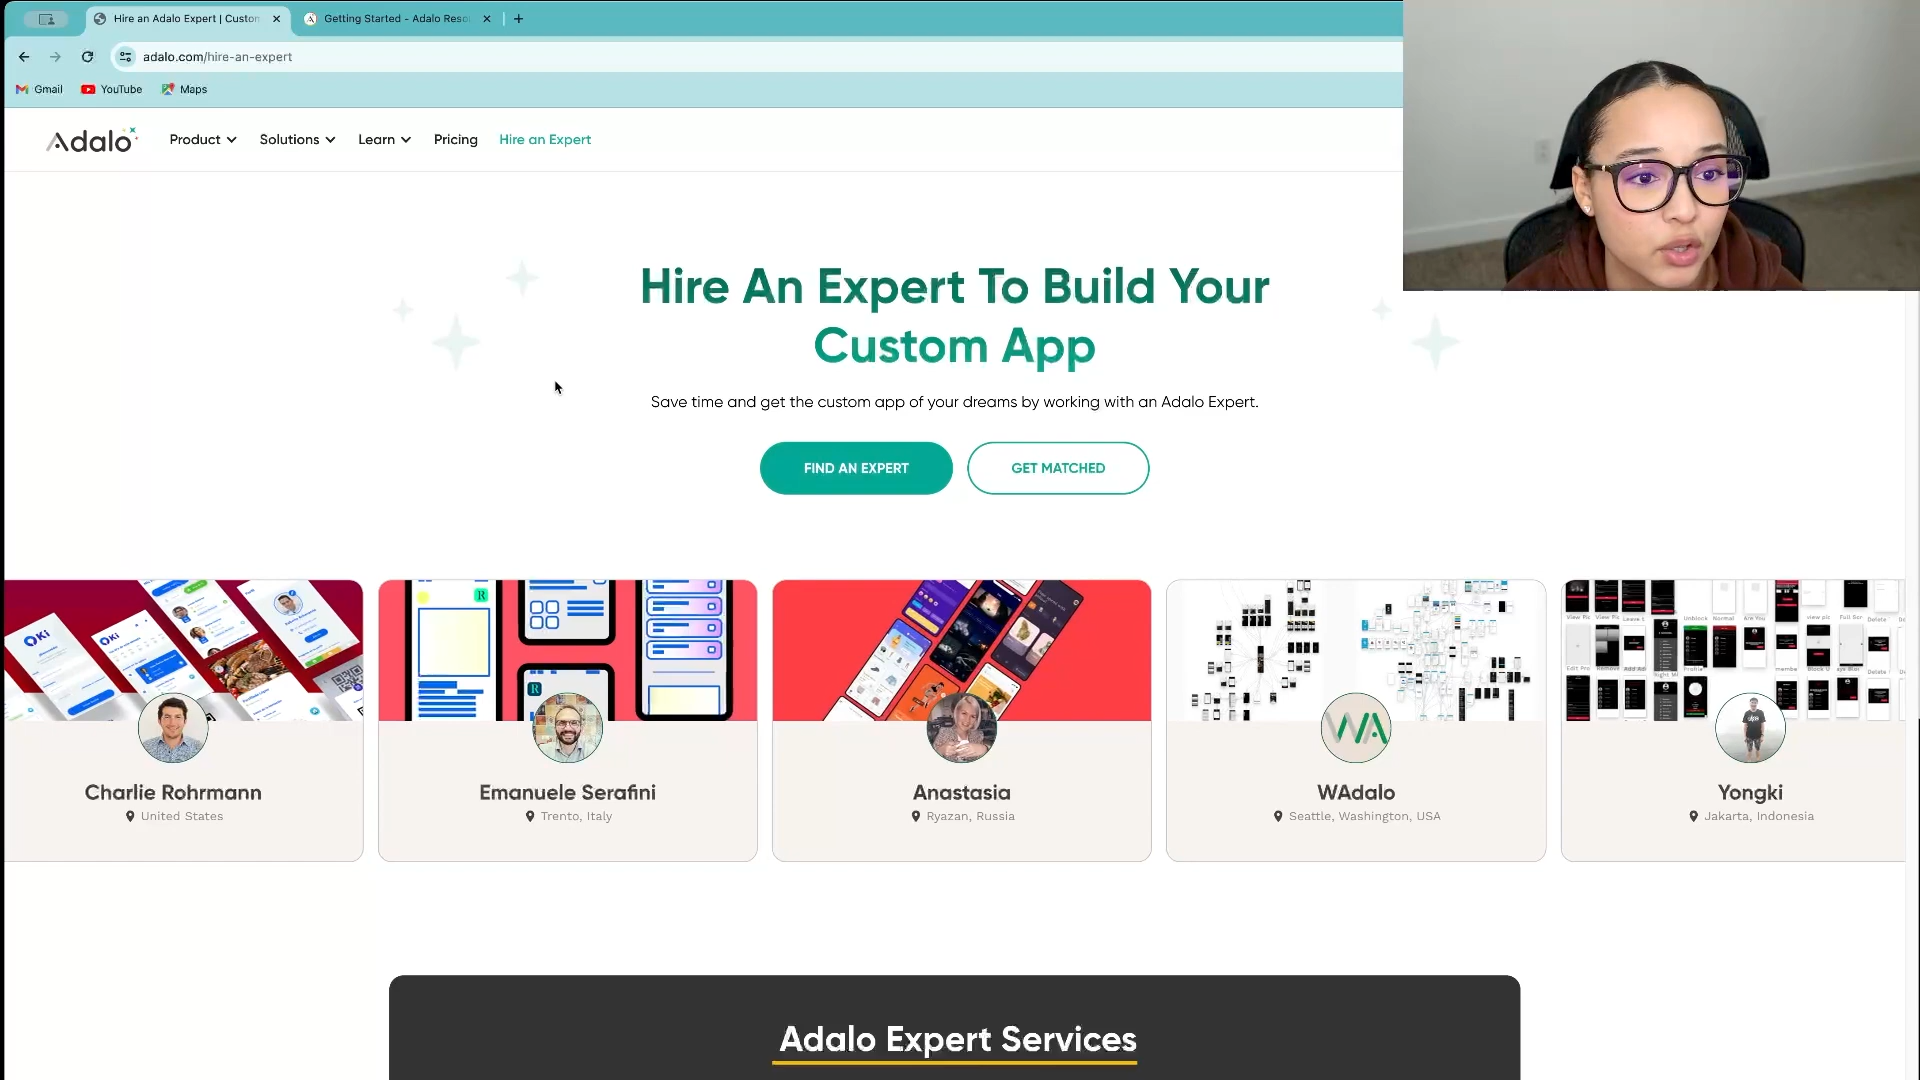 Hire an Adalo Expert | Custom
Getting Started - Adalo Reso
adalo.com/hire-an-expert
Gmail
YouTube
Maps
Adalo
Product
Solutions
Learn
Pricing
Hire an Expert
Hire An Expert To Build Your
Custom App
Save time and get the custom app of your dreams by working with an Adalo Expert.
FIND AN EXPERT
GET MATCHED
Ki
Ki
R
R
WA
Charlie Rohrmann
United States
Emanuele Serafini
Trento, Italy
Anastasia
Ryazan, Russia
WAdalo
Seattle, Washington, USA
Yongki
Jakarta, Indonesia
Adalo Expert Services